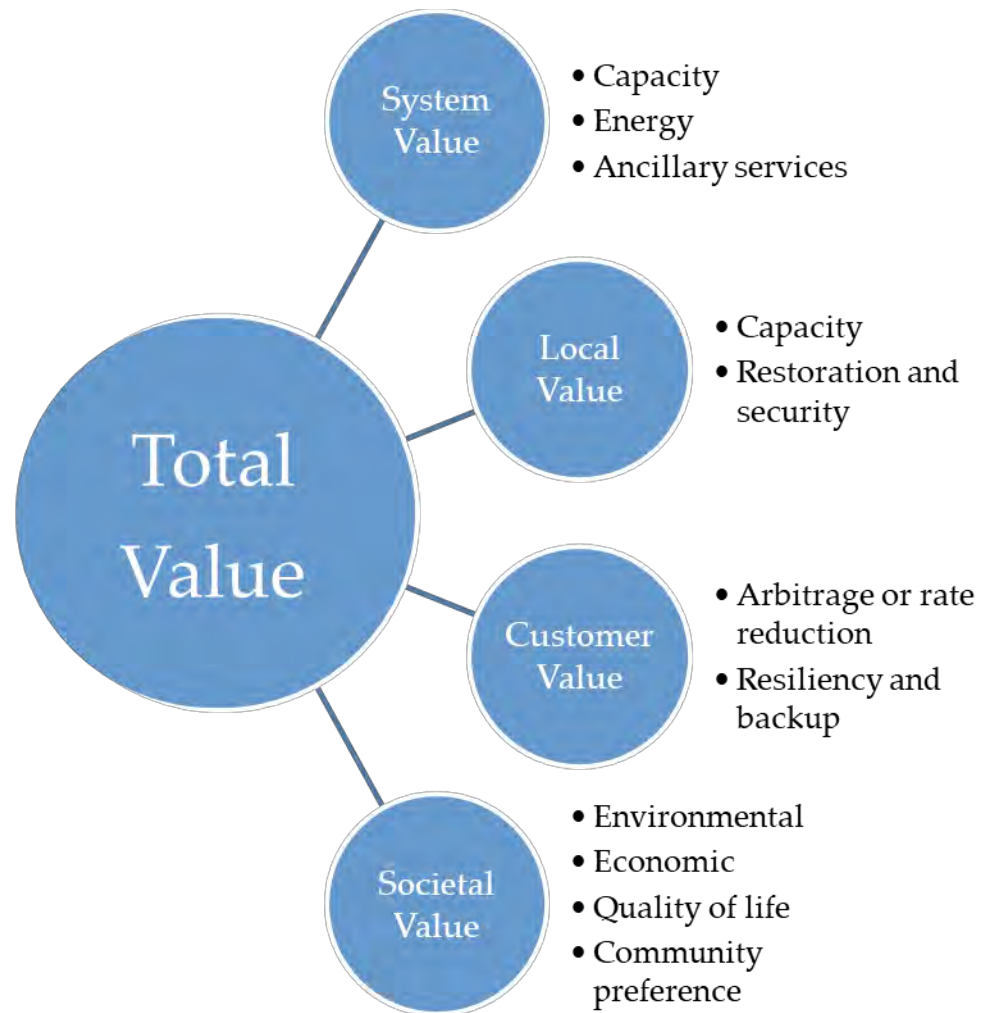 System
Value
• Capacity
• Energy
• Ancillary services
Local
Value
• Capacity
• Restoration and
security
Total
Value
Customer
Value
• Arbitrage or rate
reduction
• Resiliency and
backup
Societal
Value
• Environmental
• Economic
• Quality of life
• Community
preference